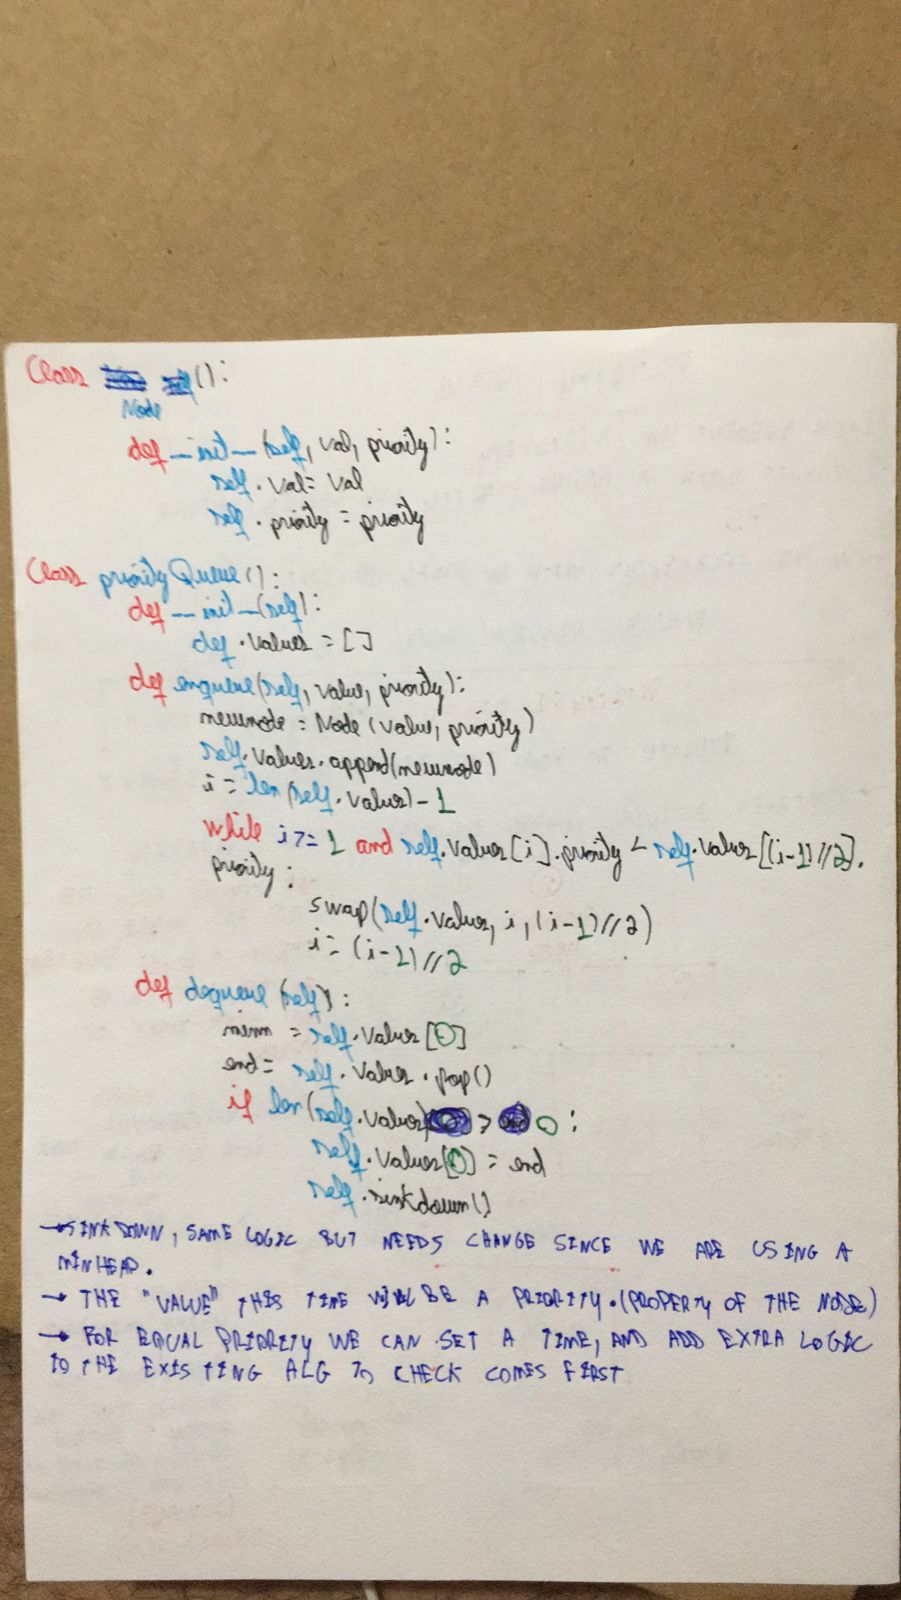 Class ():
Node
def __init__(self, val, priority):
self.val = val
self.priority = priority
Class priorityQueue():
def __init__(self):
def.values = []
def enqueue(self, value, priority):
newnode = Node(value, priority)
self.values.append(newnode)
i = len(self.values) - 1
while i >= 1 and self.values[i].priority < self.values[(i-1)//2].
priority:
swap(self.values, i, (i-1)//2)
i = (i-1)//2
def dequeue(self):
minn = self.values[0]
end = self.values.pop()
if len(self.values) > 0:
self.values[0] = end
self.sinkdown()
→ SINKDOWN, SAME LOGIC BUT NEEDS CHANGE SINCE WE ARE USING A
MINHEAP.
→ THE "VALUE" THIS TIME WILL BE A PRIORITY. (PROPERTY OF THE NODE)
→ FOR EQUAL PRIORITY WE CAN SET A TIME, AND ADD EXTRA LOGIC
TO THE EXISTING ALG TO CHECK COMES FIRST